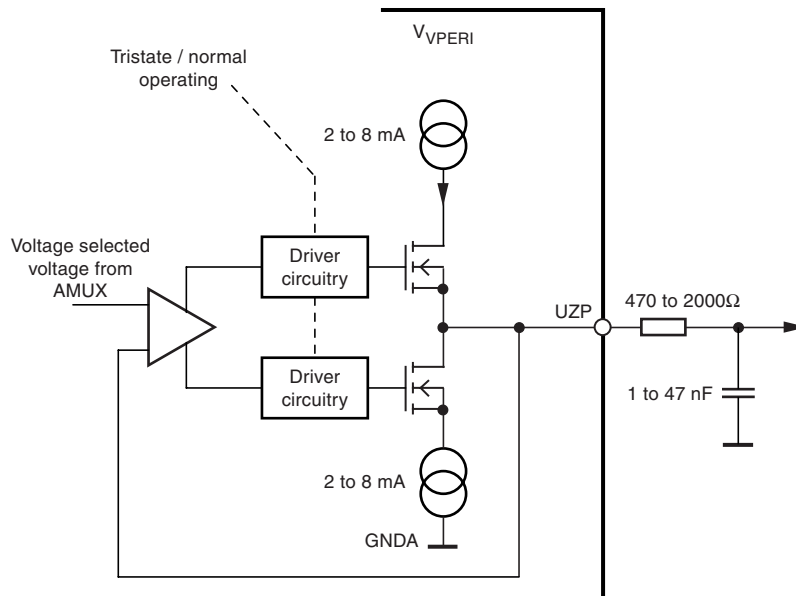 VVPERI
Tristate / normal
operating
2 to 8 mA
Voltage selected
voltage from
AMUX
Driver
circuitry
UZP
470 to 2000Ω
Driver
circuitry
1 to 47 nF
2 to 8 mA
GNDA